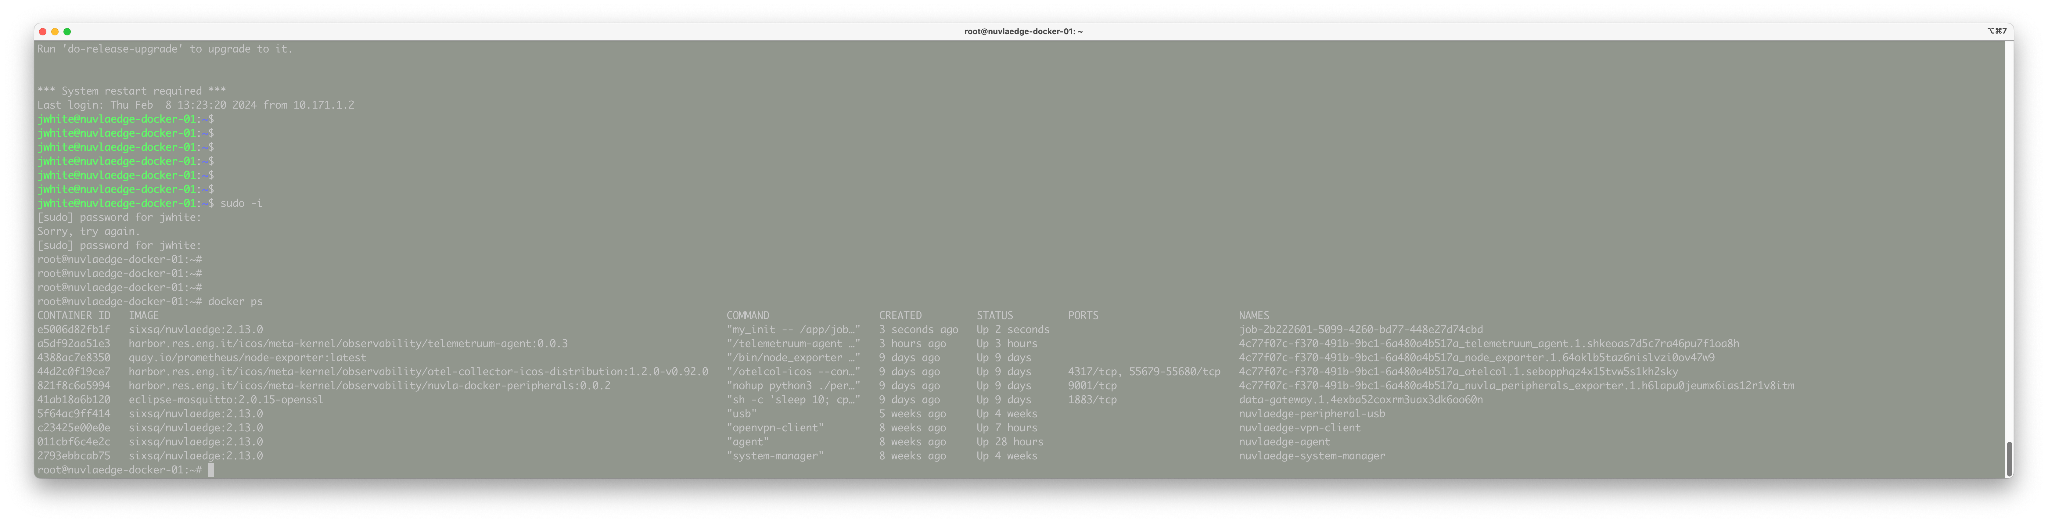 root@nuvlaedge-docker-01: ~
⌥⌘7
Run 'do-release-upgrade' to upgrade to it.
*** System restart required ***
Last login: Thu Feb  8 13:23:20 2024 from 10.171.1.2
jwhite@nuvlaedge-docker-01:~$
jwhite@nuvlaedge-docker-01:~$
jwhite@nuvlaedge-docker-01:~$
jwhite@nuvlaedge-docker-01:~$
jwhite@nuvlaedge-docker-01:~$
jwhite@nuvlaedge-docker-01:~$
jwhite@nuvlaedge-docker-01:~$ sudo -i
[sudo] password for jwhite:
Sorry, try again.
[sudo] password for jwhite:
root@nuvlaedge-docker-01:~#
root@nuvlaedge-docker-01:~#
root@nuvlaedge-docker-01:~#
root@nuvlaedge-docker-01:~# docker ps
CONTAINER ID   IMAGE   COMMAND   CREATED   STATUS   PORTS   NAMES
e5006d82fb1f   sixsq/nuvlaedge:2.13.0   "my_init -- /app/job…"   3 seconds ago   Up 2 seconds   job-2b222601-5099-4260-bd77-448e27d74cbd
a5df92aa51e3   harbor.res.eng.it/icos/meta-kernel/observability/telemetruum-agent:0.0.3   "/telemetruum-agent …"   3 hours ago   Up 3 hours   4c77f07c-f370-491b-9bc1-6a480a4b517a_telemetruum_agent.1.shkeoas7d5c7ra46pu7f1oa8h
4388ac7e8350   quay.io/prometheus/node-exporter:latest   "/bin/node_exporter …"   9 days ago   Up 9 days   4c77f07c-f370-491b-9bc1-6a480a4b517a_node_exporter.1.64oklb5taz6nislvzi0ov47w9
44d2c0f19ce7   harbor.res.eng.it/icos/meta-kernel/observability/otel-collector-icos-distribution:1.2.0-v0.92.0   "/otelcol-icos --con…"   9 days ago   Up 9 days   4317/tcp, 55679-55680/tcp   4c77f07c-f370-491b-9bc1-6a480a4b517a_otelcol.1.sebopphqz4x15tvw5s1kh2sky
821f8c6a5994   harbor.res.eng.it/icos/meta-kernel/observability/nuvla-docker-peripherals:0.0.2   "nohup python3 ./per…"   9 days ago   Up 9 days   9001/tcp   4c77f07c-f370-491b-9bc1-6a480a4b517a_nuvla_peripherals_exporter.1.h6lapu0jeumx6ias12r1v8itm
41ab18a6b120   eclipse-mosquitto:2.0.15-openssl   "sh -c 'sleep 10; cp…"   9 days ago   Up 9 days   1883/tcp   data-gateway.1.4exba52coxrm3uax3dk6oo60n
5f64ac9ff414   sixsq/nuvlaedge:2.13.0   "usb"   5 weeks ago   Up 4 weeks   nuvlaedge-peripheral-usb
c23425e00e0e   sixsq/nuvlaedge:2.13.0   "openvpn-client"   8 weeks ago   Up 7 hours   nuvlaedge-vpn-client
011cbf6c4e2c   sixsq/nuvlaedge:2.13.0   "agent"   8 weeks ago   Up 28 hours   nuvlaedge-agent
2793ebbcab75   sixsq/nuvlaedge:2.13.0   "system-manager"   8 weeks ago   Up 4 weeks   nuvlaedge-system-manager
root@nuvlaedge-docker-01:~#